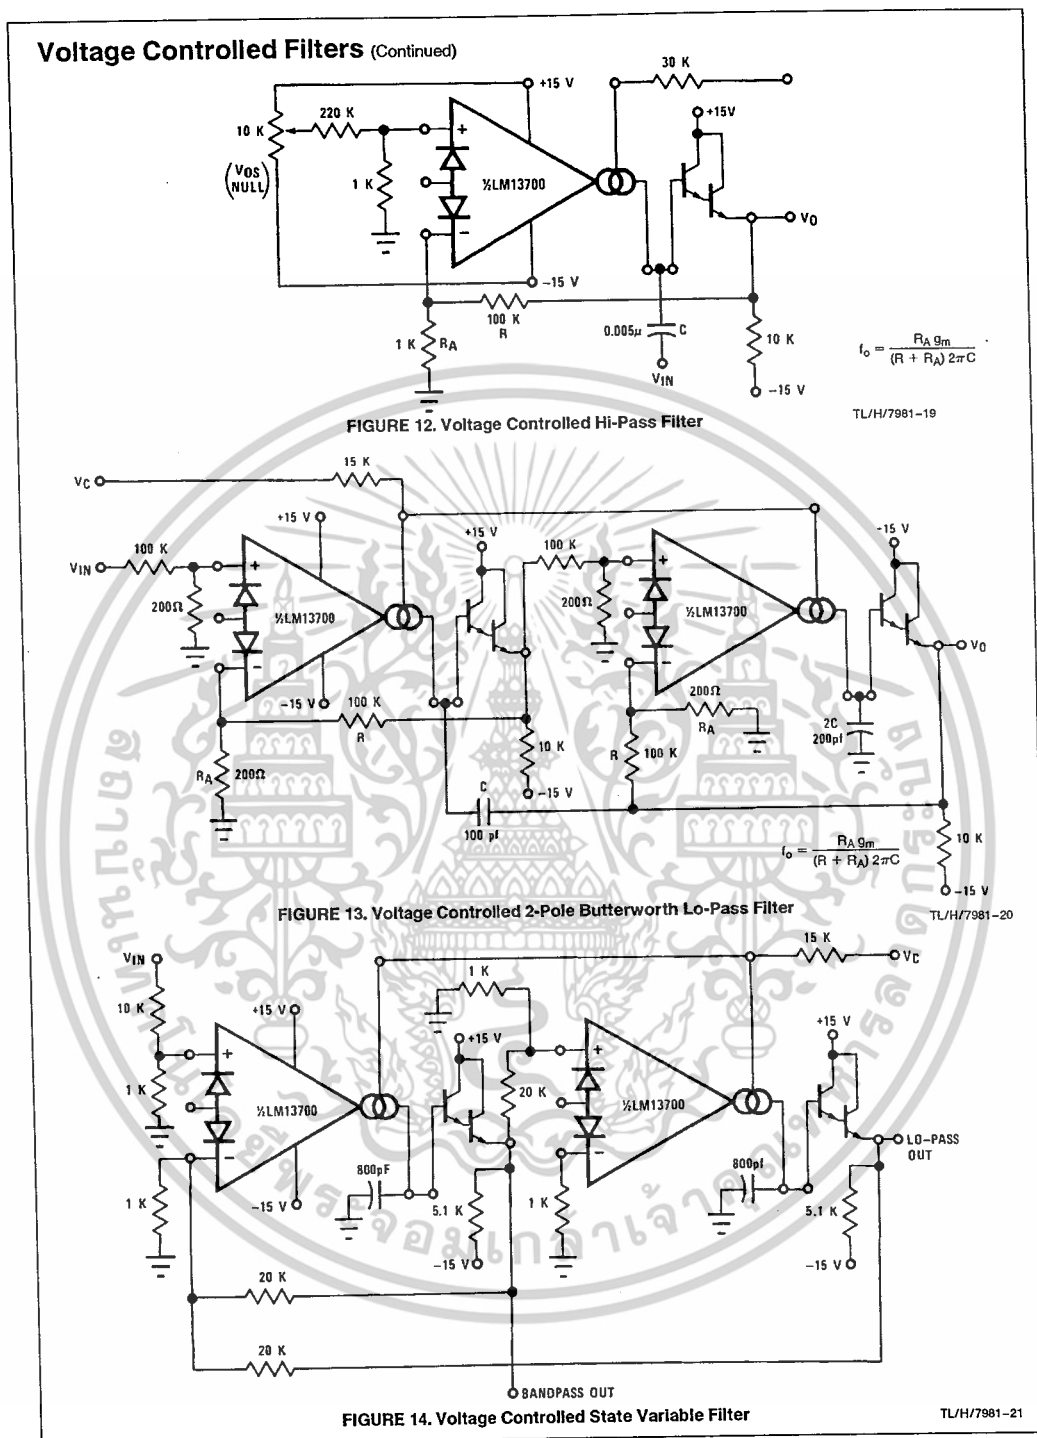 Voltage Controlled Filters (Continued)
30 K
+15 V
+15V
220 K
10 K
(VOS NULL)
1 K
+
½LM13700
−
VO
−15 V
100 K
R
1 K RA
0.005μ C
VIN
10 K
−15 V
fo = RA gm / (R + RA) 2πC
TL/H/7981-19
FIGURE 12. Voltage Controlled Hi-Pass Filter
VC
15 K
+15 V
+15 V
-15 V
VIN
100 K
100 K
200Ω
200Ω
+
½LM13700
−
+
½LM13700
−
VO
−15 V
100 K
R
200Ω
RA
2C
200pf
RA 200Ω
10 K
−15 V
R 100 K
C
100 pf
10 K
−15 V
fo = RA gm / (R + RA) 2πC
FIGURE 13. Voltage Controlled 2-Pole Butterworth Lo-Pass Filter
TL/H/7981-20
VIN
15 K
VC
1 K
10 K
+15 V
+15 V
+15 V
1 K
+
½LM13700
−
20 K
+
½LM13700
−
LO-PASS
OUT
1 K
−15 V
800pF
5.1 K
−15 V
1 K
800pf
5.1 K
−15 V
20 K
20 K
BANDPASS OUT
FIGURE 14. Voltage Controlled State Variable Filter
TL/H/7981-21